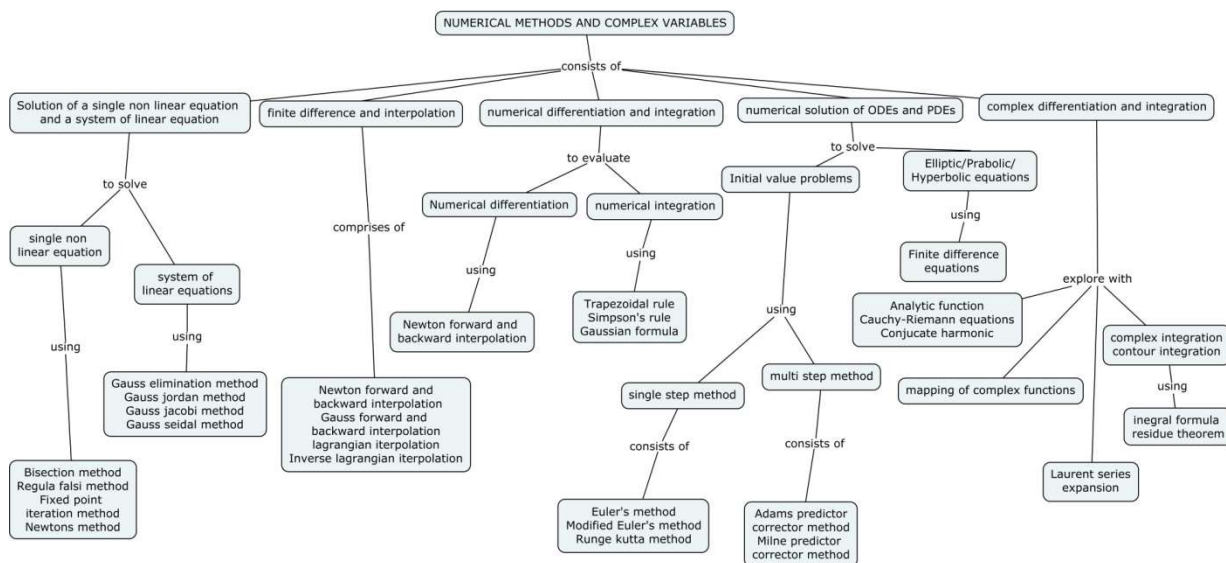 NUMERICAL METHODS AND COMPLEX VARIABLES
consists of
Solution of a single non linear equation
and a system of linear equation
finite difference and interpolation
numerical differentiation and integration
numerical solution of ODEs and PDEs
complex differentiation and integration
to solve
single non
linear equation
using
Bisection method
Regula falsi method
Fixed point
iteration method
Newtons method
system of
linear equations
using
Gauss elimination method
Gauss jordan method
Gauss jacobi method
Gauss seidal method
comprises of
Newton forward and
backward interpolation
Gauss forward and
backward interpolation
lagrangian iterpolation
Inverse lagrangian iterpolation
to evaluate
Numerical differentiation
using
Newton forward and
backward interpolation
numerical integration
using
Trapezoidal rule
Simpson's rule
Gaussian formula
to solve
Initial value problems
using
single step method
consists of
Euler's method
Modified Euler's method
Runge kutta method
multi step method
consists of
Adams predictor
corrector method
Milne predictor
corrector method
Elliptic/Prabolic/
Hyperbolic equations
using
Finite difference
equations
explore with
Analytic function
Cauchy-Riemann equations
Conjucate harmonic
mapping of complex functions
Laurent series
expansion
complex integration
contour integration
using
inegral formula
residue theorem